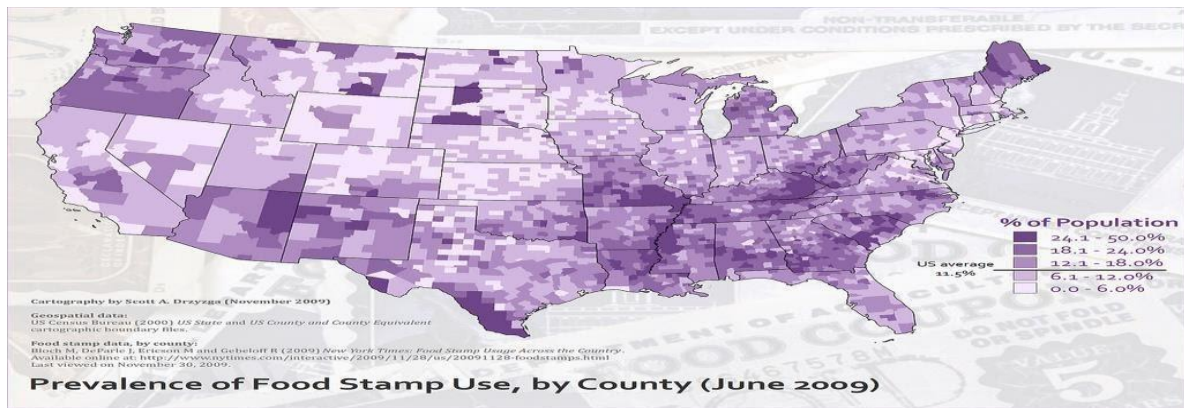 NON-TRANSFERABLE
EXCEPT UNDER CONDITIONS PRESCRIBED BY THE SECR
% of Population
24.1 - 50.0%
18.1 - 24.0%
12.1 - 18.0%
US average
11.5%
6.1 - 12.0%
0.0 - 6.0%
Cartography by Scott A. Drzyzga (November 2009)
Geospatial data:
US Census Bureau (2000) US State and US County and County Equivalent
cartographic boundary files.
Food stamp data, by county:
Bloch M, DeParle J, Ericson M and Gebeloff R (2009) New York Times: Food Stamp Usage Across the Country.
Available online at: http://www.nytimes.com/interactive/2009/11/28/us/20091128-foodstamps.html
Last viewed on November 30, 2009.
Prevalence of Food Stamp Use, by County (June 2009)
5